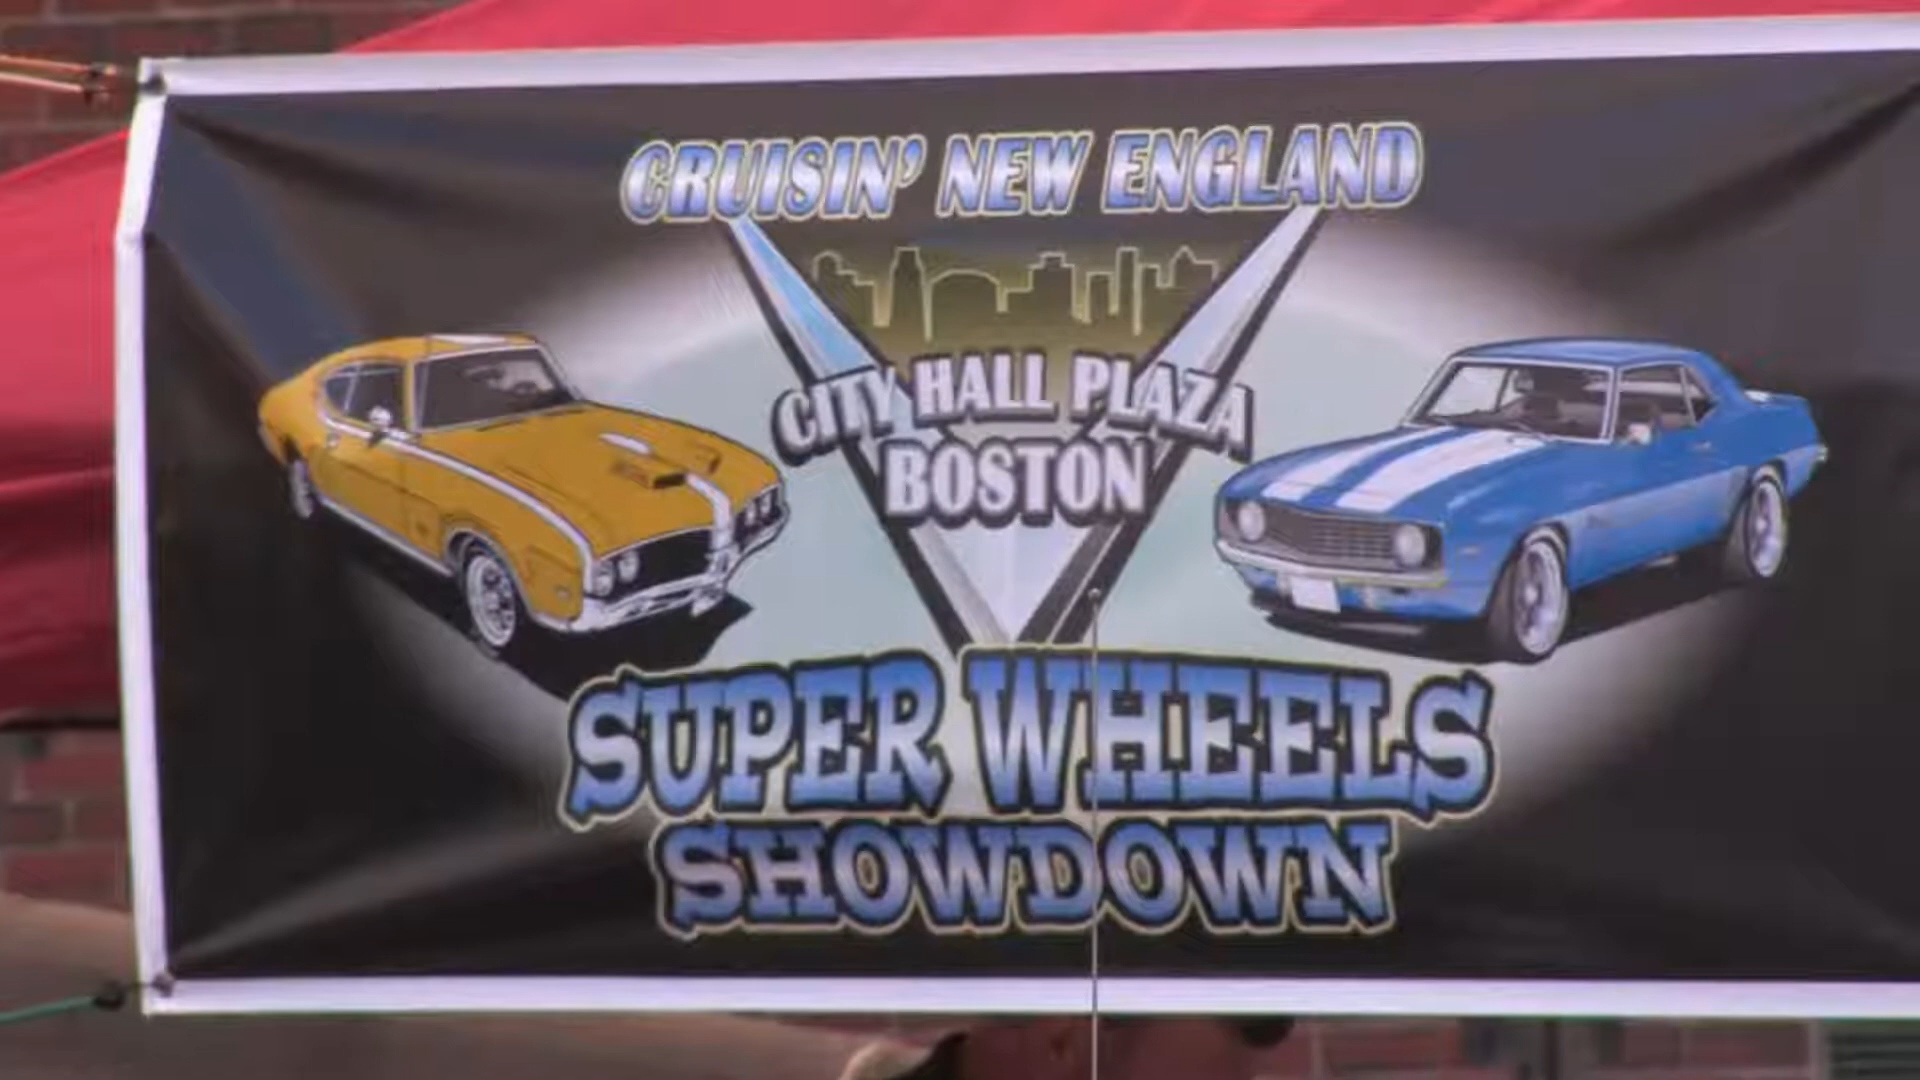 CRUISIN' NEW ENGLAND
CITY HALL PLAZA
BOSTON
SUPER WHEELS
SHOWDOWN